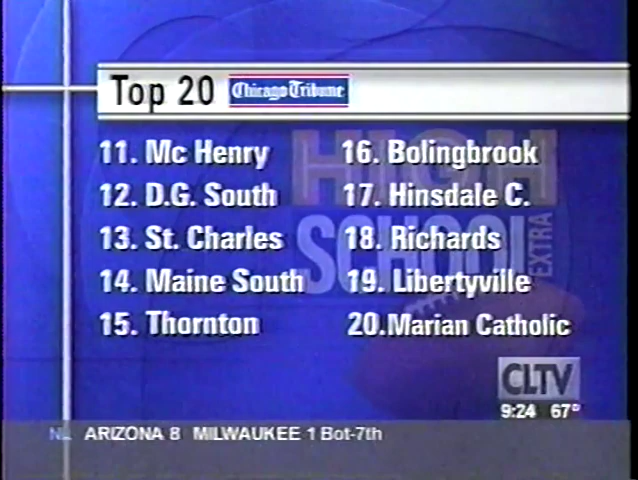 Top 20 Chicago Tribune
HIGH
SCHOOL
EXTRA
11. Mc Henry
12. D.G. South
13. St. Charles
14. Maine South
15. Thornton
16. Bolingbrook
17. Hinsdale C.
18. Richards
19. Libertyville
20.Marian Catholic
CLTV
9:24 67°
NL ARIZONA 8 MILWAUKEE 1 Bot-7th